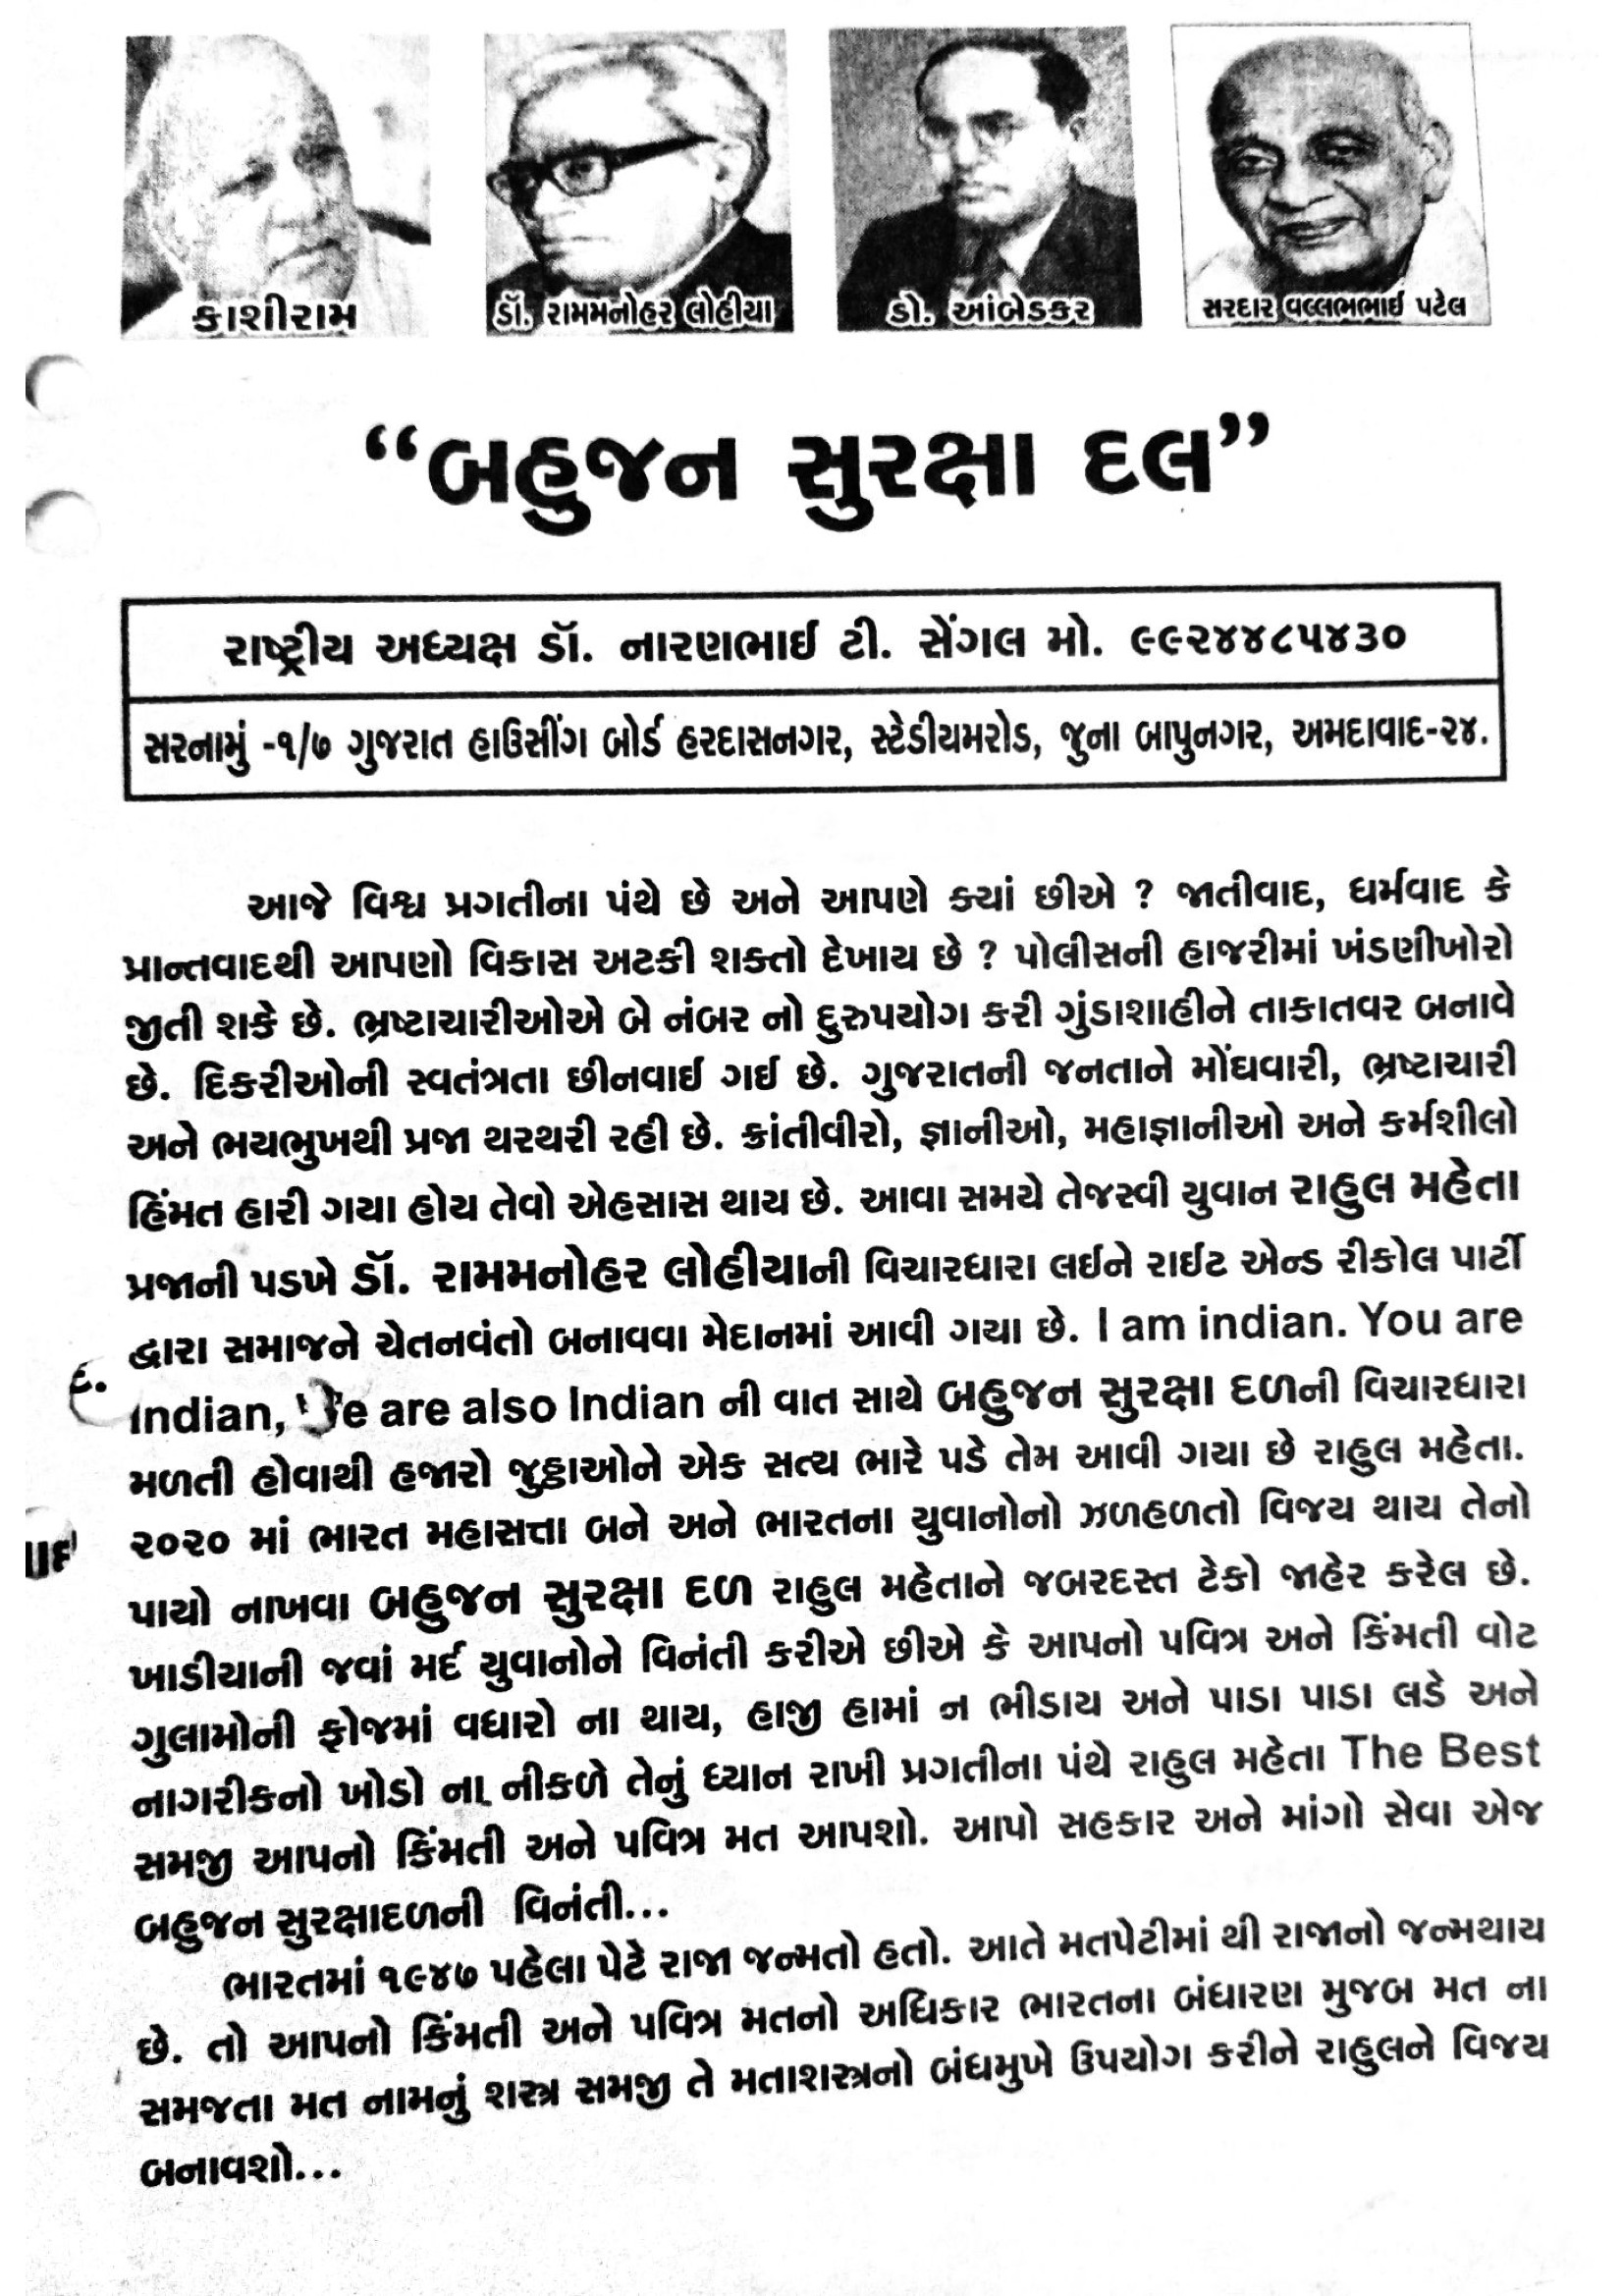 કાશીરામ
ડૉ. રામમનોહર લોહીયા
ડો. આંબેડકર
સરદાર વલ્લભભાઈ પટેલ
“બહુજન સુરક્ષા દલ”
રાષ્ટ્રીય અધ્યક્ષ ડૉ. નારણભાઈ ટી. સેંગલ મો. ૯૯૨૪૪૮૫૪૩૦
સરનામું -૧/૭ ગુજરાત હાઉસીંગ બોર્ડ હરદાસનગર, સ્ટેડીયમરોડ, જુના બાપુનગર, અમદાવાદ-૨૪.
આજે વિશ્વ પ્રગતીના પંથે છે અને આપણે ક્યાં છીએ ? જાતીવાદ, ધર્મવાદ કે
પ્રાન્તવાદથી આપણો વિકાસ અટકી શક્તો દેખાય છે ? પોલીસની હાજરીમાં ખંડણીખોરો
જીતી શકે છે. ભ્રષ્ટાચારીઓએ બે નંબર નો દુરુપયોગ કરી ગુંડાશાહીને તાકાતવર બનાવે
છે. દિકરીઓની સ્વતંત્રતા છીનવાઈ ગઈ છે. ગુજરાતની જનતાને મોંઘવારી, ભ્રષ્ટાચારી
અને ભયભુખથી પ્રજા થરથરી રહી છે. ક્રાંતીવીરો, જ્ઞાનીઓ, મહાજ્ઞાનીઓ અને કર્મશીલો
હિંમત હારી ગયા હોય તેવો એહસાસ થાય છે. આવા સમયે તેજસ્વી યુવાન રાહુલ મહેતા
પ્રજાની પડખે ડૉ. રામમનોહર લોહીયાની વિચારધારા લઈને રાઈટ એન્ડ રીકોલ પાર્ટી
દ્વારા સમાજને ચેતનવંતો બનાવવા મેદાનમાં આવી ગયા છે. I am indian. You are
Indian, We are also Indian ની વાત સાથે બહુજન સુરક્ષા દળની વિચારધારા
મળતી હોવાથી હજારો જુઠ્ઠાઓને એક સત્ય ભારે પડે તેમ આવી ગયા છે રાહુલ મહેતા.
૨૦૨૦ માં ભારત મહાસત્તા બને અને ભારતના યુવાનોનો ઝળહળતો વિજય થાય તેનો
પાયો નાખવા બહુજન સુરક્ષા દળ રાહુલ મહેતાને જબરદસ્ત ટેકો જાહેર કરેલ છે.
ખાડીયાની જવાં મર્દ યુવાનોને વિનંતી કરીએ છીએ કે આપનો પવિત્ર અને કિંમતી વોટ
ગુલામોની ફોજમાં વધારો ના થાય, હાજી હામાં ન ભીડાય અને પાડા પાડા લડે અને
નાગરીકનો ખોડો ના નીકળે તેનું ધ્યાન રાખી પ્રગતીના પંથે રાહુલ મહેતા The Best
સમજી આપનો કિંમતી અને પવિત્ર મત આપશો. આપો સહકાર અને માંગો સેવા એજ
બહુજન સુરક્ષાદળની વિનંતી...
ભારતમાં ૧૯૪૭ પહેલા પેટે રાજા જન્મતો હતો. આતે મતપેટીમાં થી રાજાનો જન્મથાય
છે. તો આપનો કિંમતી અને પવિત્ર મતનો અધિકાર ભારતના બંધારણ મુજબ મત ના
સમજતા મત નામનું શસ્ત્ર સમજી તે મતાશસ્ત્રનો બંધમુખે ઉપયોગ કરીને રાહુલને વિજય
બનાવશો...